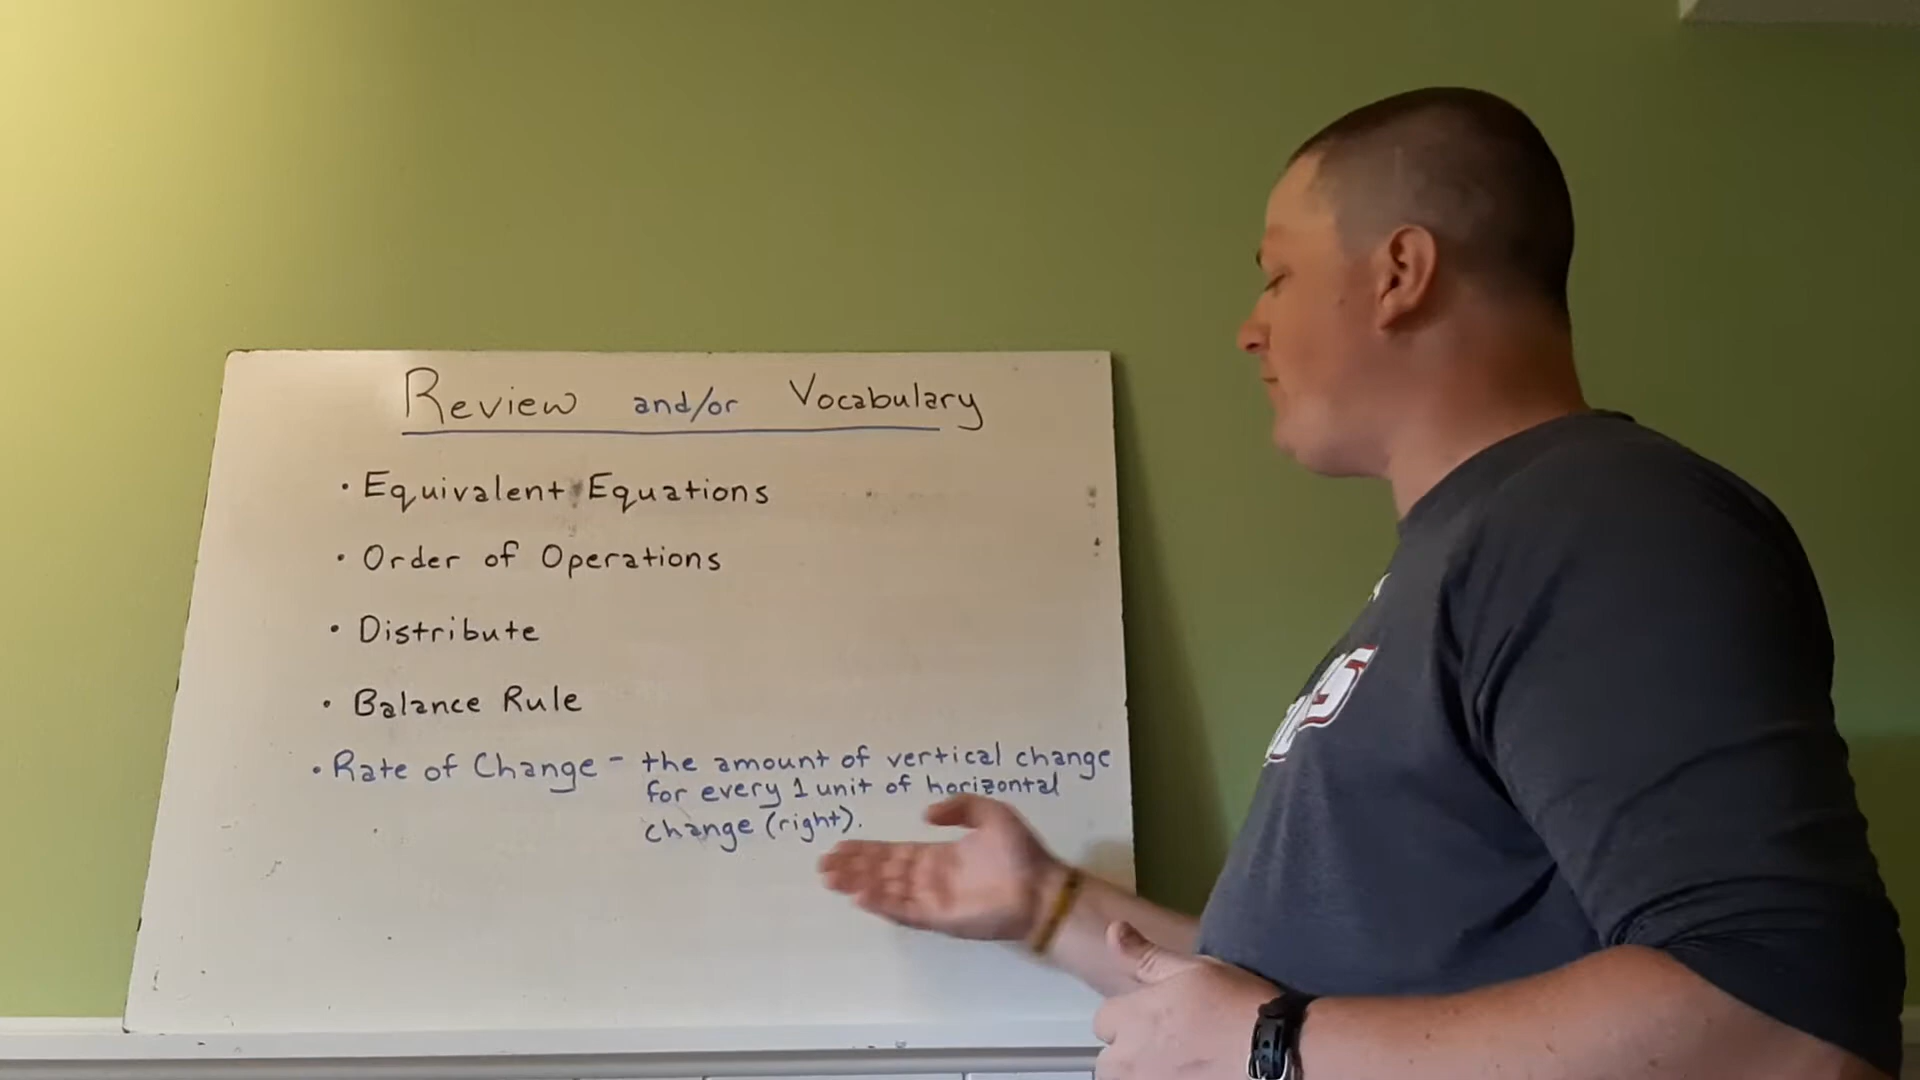 Review and/or Vocabulary
• Equivalent Equations
• Order of Operations
• Distribute
• Balance Rule
• Rate of Change - the amount of vertical change
for every 1 unit of horizontal
change (right).